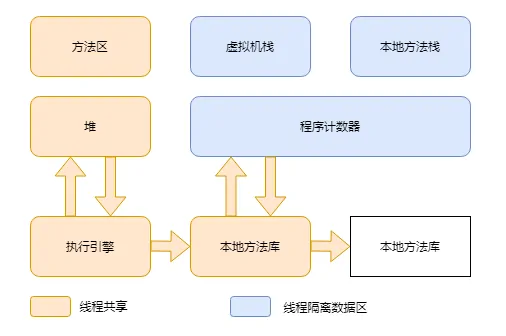 方法区
虚拟机栈
本地方法栈
堆
程序计数器
执行引擎
本地方法库
本地方法库
线程共享
线程隔离数据区